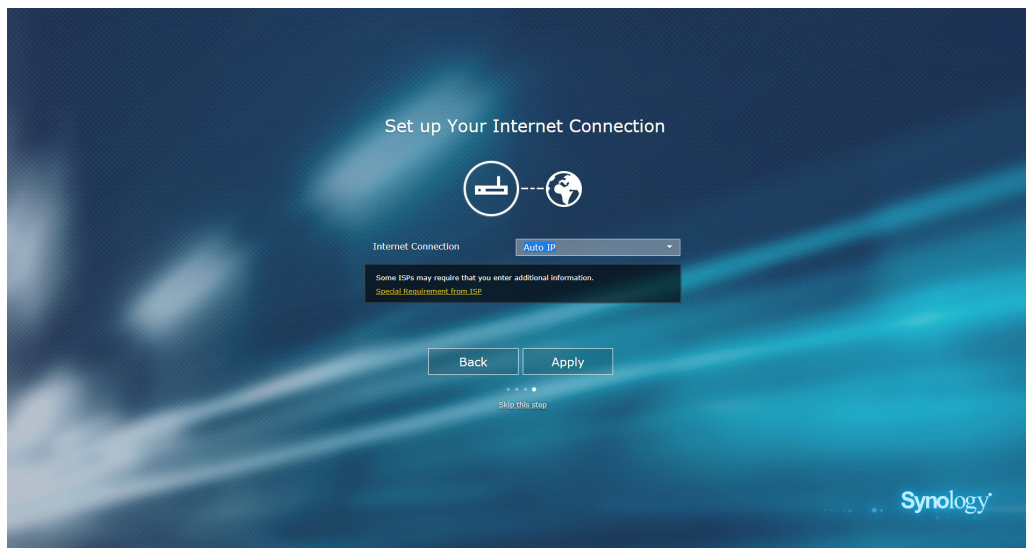 Set up Your Internet Connection
Internet Connection
Auto IP
Some ISPs may require that you enter additional information.
Special Requirement from ISP
Back
Apply
Skip this step
Synology